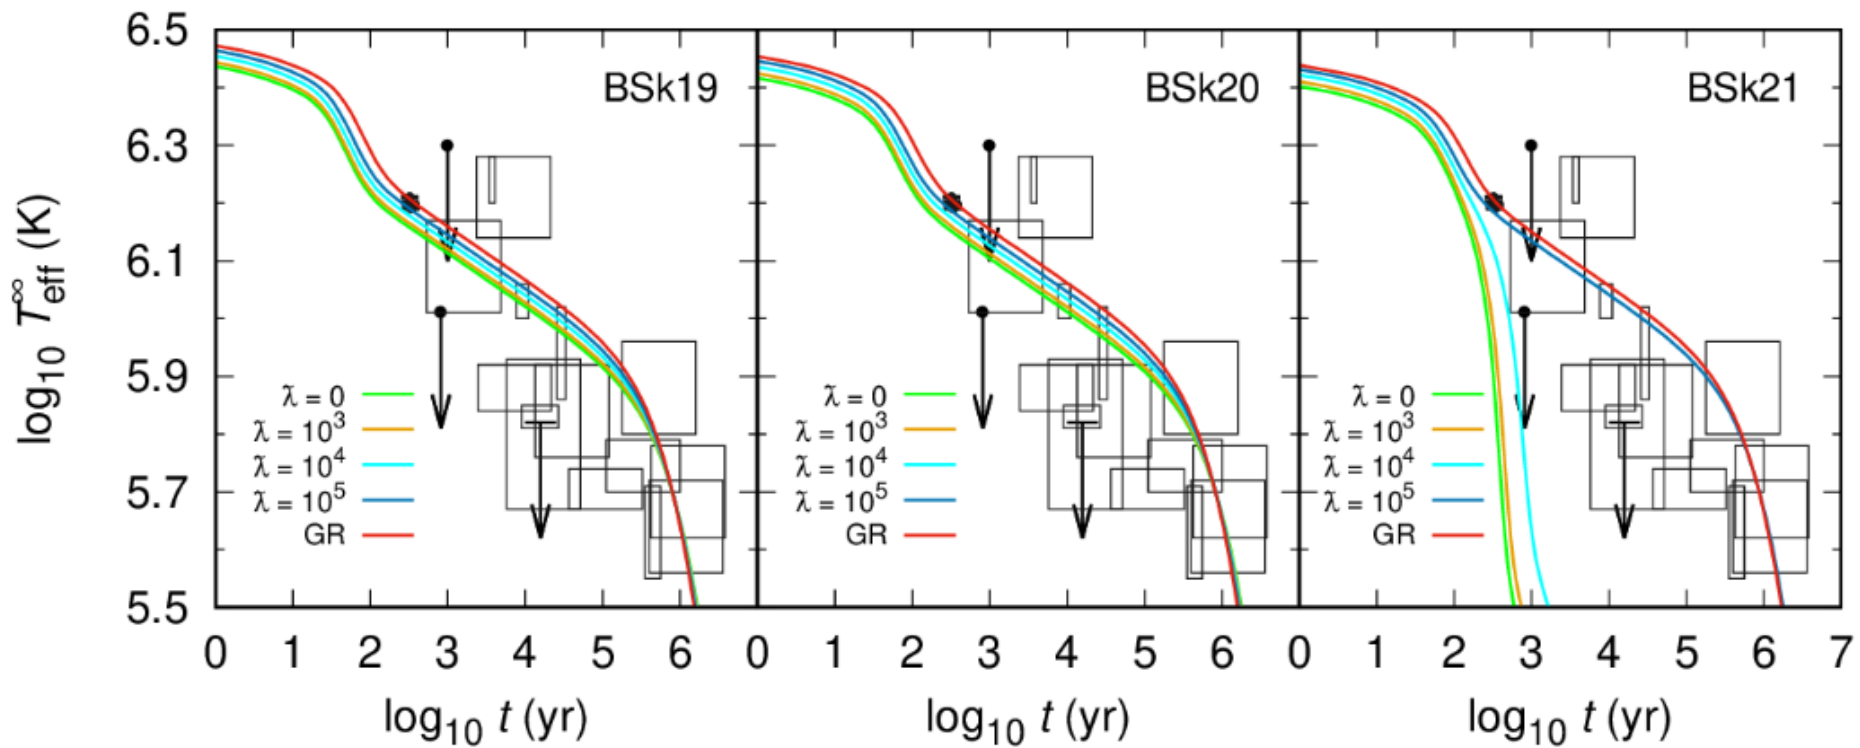 6.5
6.3
6.1
5.9
5.7
5.5
log10 T∞eff (K)
BSk19
λ̃ = 0
λ̃ = 10³
λ̃ = 10⁴
λ̃ = 10⁵
GR
0 1 2 3 4 5 6
log10 t (yr)
BSk20
λ̃ = 0
λ̃ = 10³
λ̃ = 10⁴
λ̃ = 10⁵
GR
0 1 2 3 4 5 6
log10 t (yr)
BSk21
λ̃ = 0
λ̃ = 10³
λ̃ = 10⁴
λ̃ = 10⁵
GR
0 1 2 3 4 5 6 7
log10 t (yr)